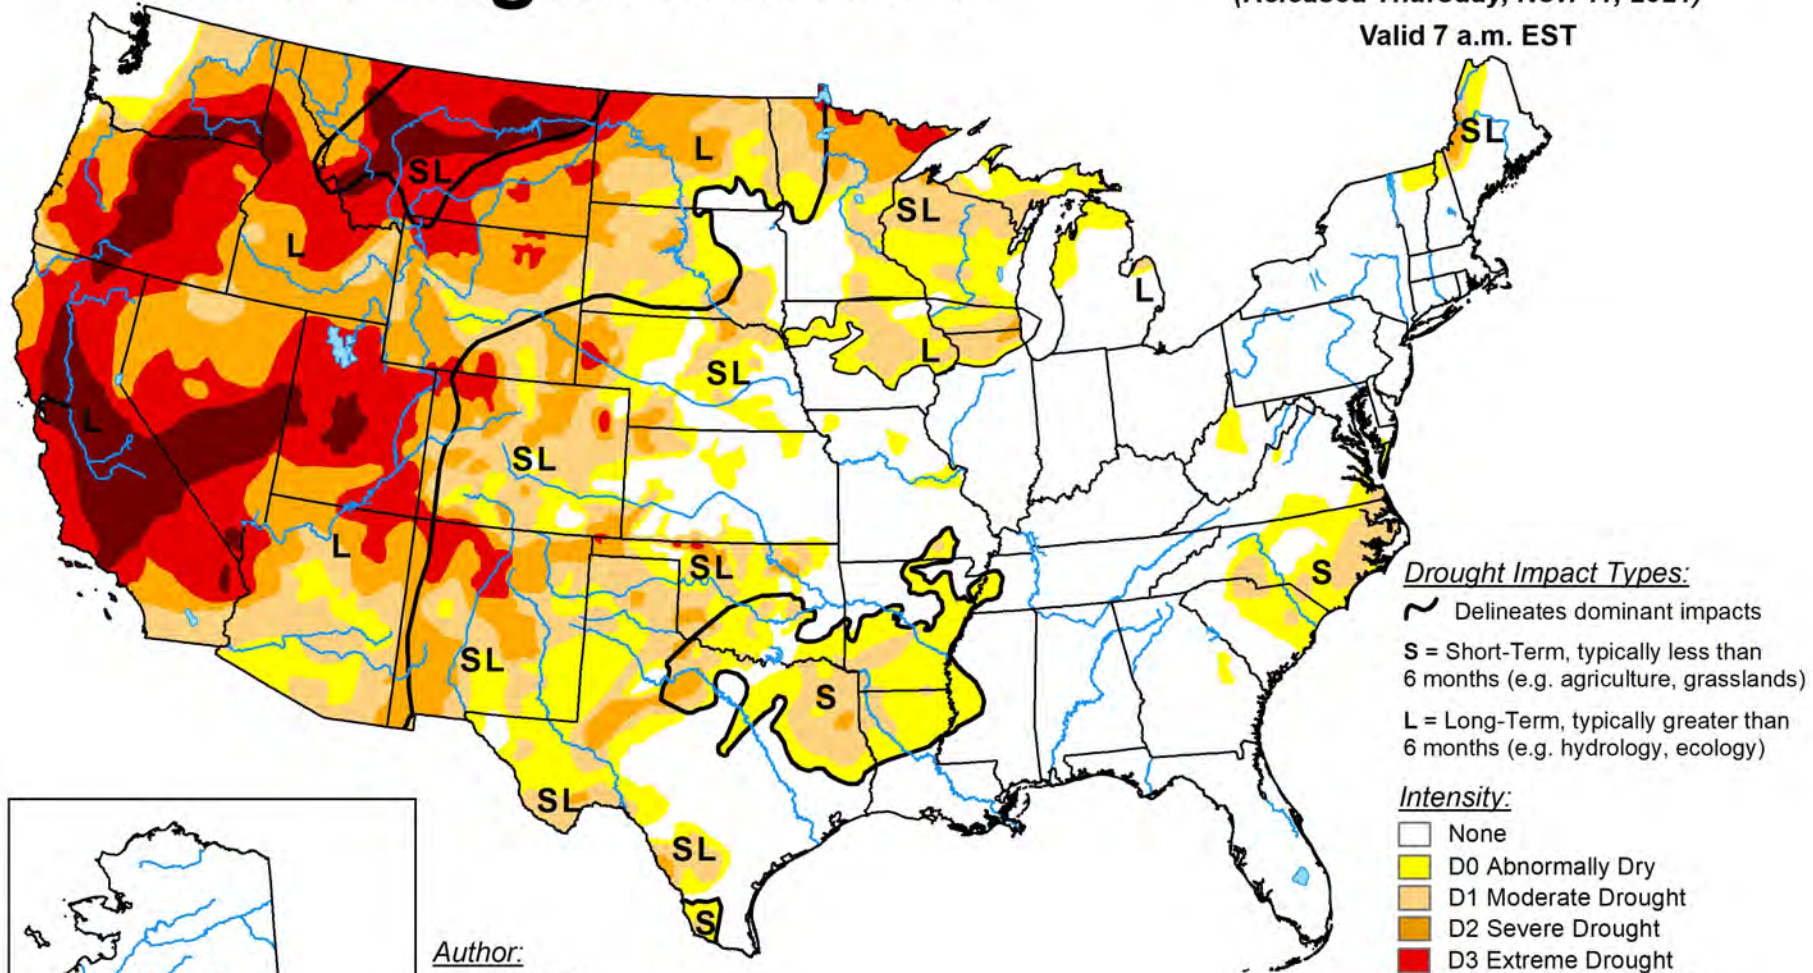 Valid 7 a.m. EST
SL
L
SL
SL
L
L
L
SL
L
SL
L
SL
S
SL
S
SL
SL
S
Drought Impact Types:
Delineates dominant impacts
S = Short-Term, typically less than
6 months (e.g. agriculture, grasslands)
L = Long-Term, typically greater than
6 months (e.g. hydrology, ecology)
Intensity:
None
D0 Abnormally Dry
D1 Moderate Drought
D2 Severe Drought
D3 Extreme Drought
Author: